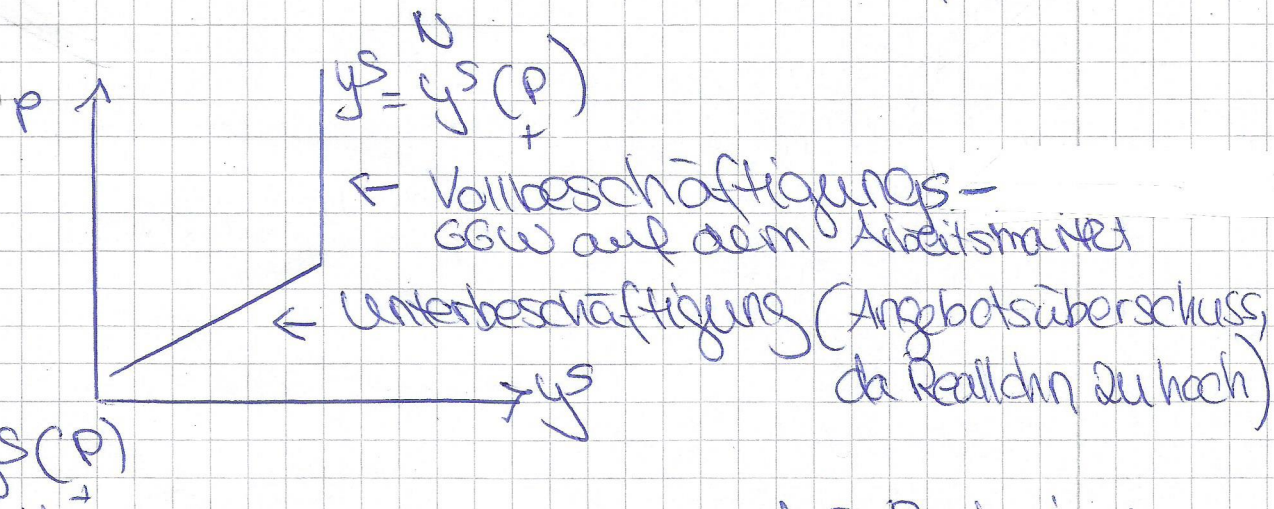 N
p
y^S = y^S(P)
+
← Vollbeschäftigungs-
GGW auf dem Arbeitsmarkt
← Unterbeschäftigung (Angebotsüberschuss,
da Reallohn zu hoch)
→ y^S
S(P)
+